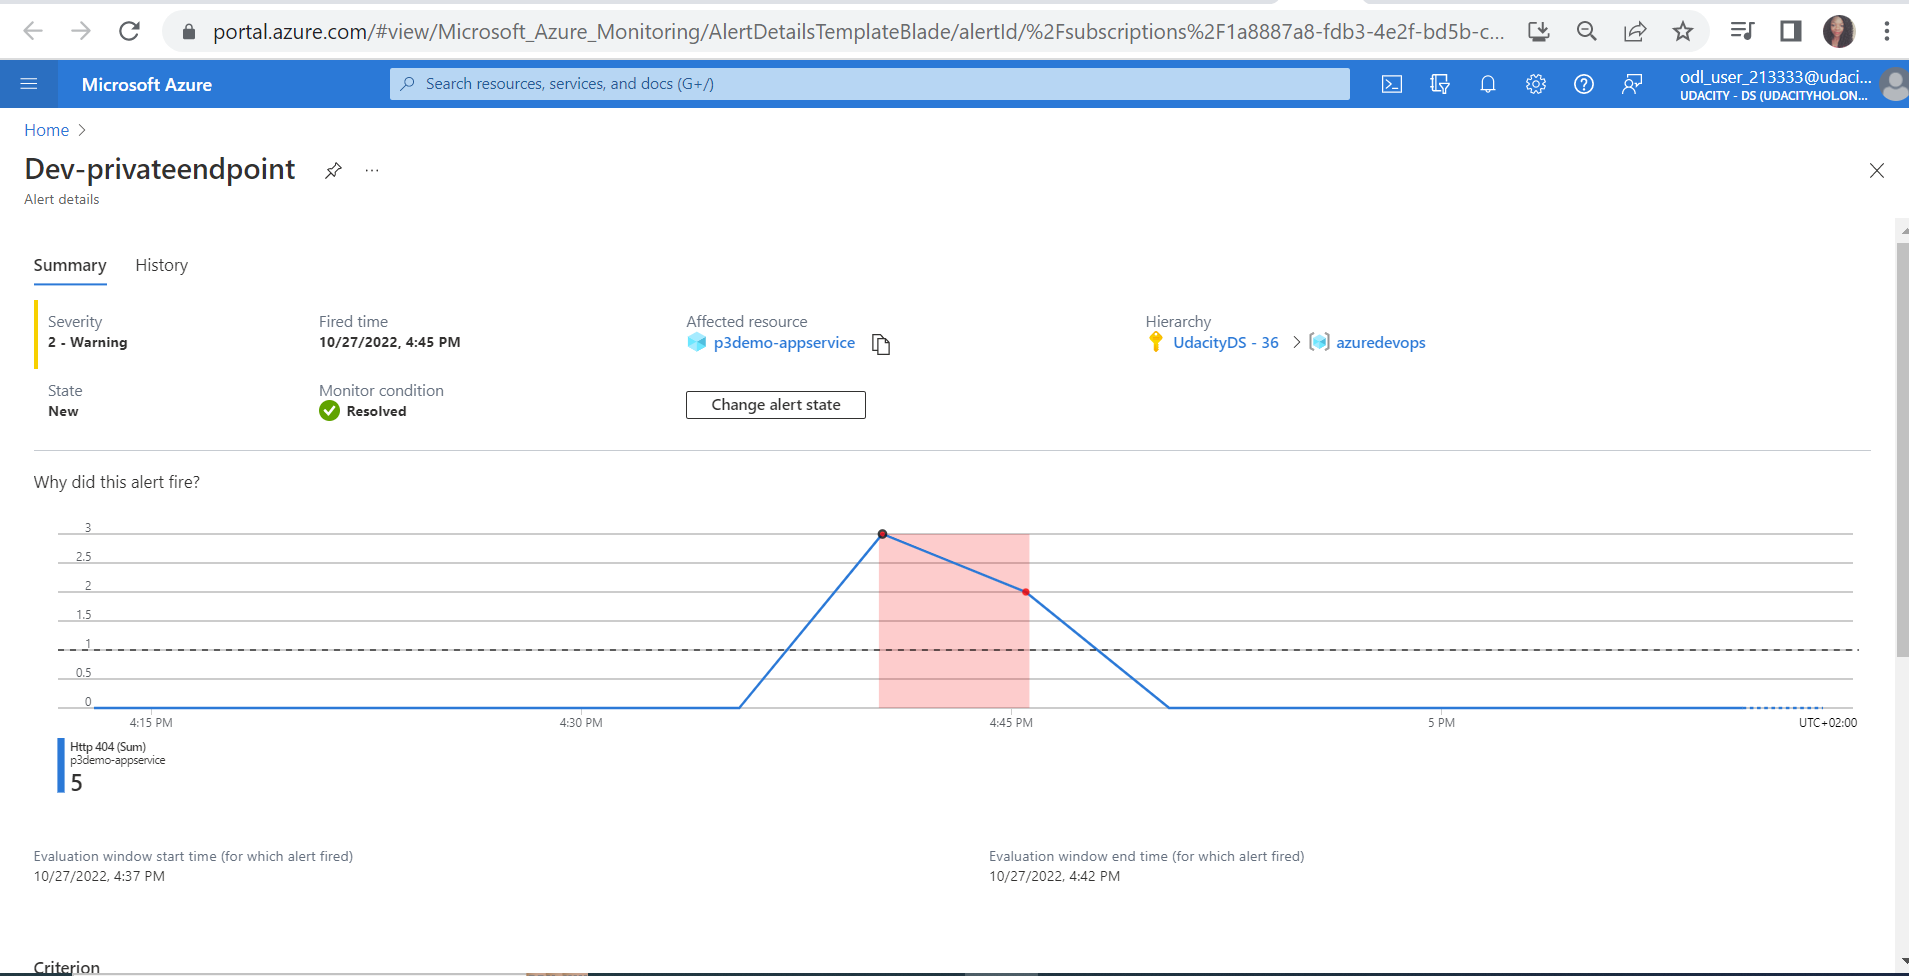 portal.azure.com/#view/Microsoft_Azure_Monitoring/AlertDetailsTemplateBlade/alertId/%2Fsubscriptions%2F1a8887a8-fdb3-4e2f-bd5b-c...
Microsoft Azure
Search resources, services, and docs (G+/)
odl_user_213333@udaci...
UDACITY - DS (UDACITYHOL.ON...
Home >
Dev-privateendpoint
...
Alert details
Summary History
Severity Fired time Affected resource Hierarchy
2 - Warning 10/27/2022, 4:45 PM p3demo-appservice UdacityDS - 36 > azuredevops
State Monitor condition
New Resolved Change alert state
Why did this alert fire?
3
2.5
2
1.5
1
0.5
0
4:15 PM 4:30 PM 4:45 PM 5 PM UTC+02:00
Http 404 (Sum)
p3demo-appservice
5
Evaluation window start time (for which alert fired) Evaluation window end time (for which alert fired)
10/27/2022, 4:37 PM 10/27/2022, 4:42 PM
Criterion